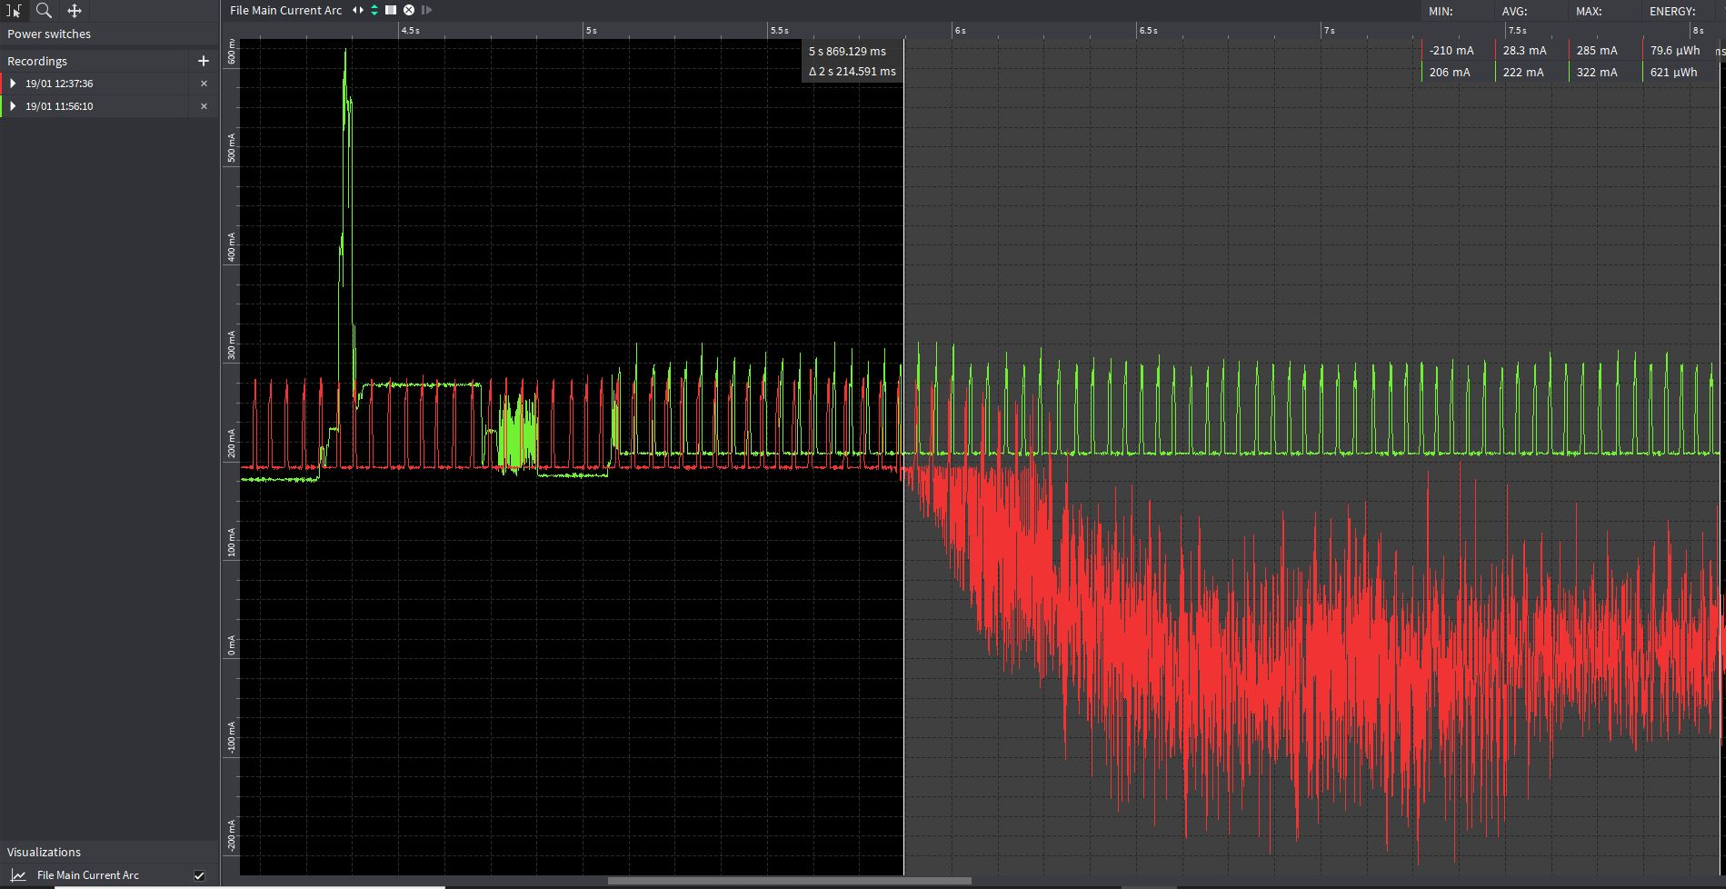 File Main Current Arc
MIN: AVG: MAX: ENERGY:
Power switches
4.5s 5s 5.5s 6s 6.5s 7s 7.5s 8s
Recordings
19/01 12:37:36
19/01 11:56:10
5 s 869.129 ms
Δ 2 s 214.591 ms
-210 mA 28.3 mA 285 mA 79.6 µWh
206 mA 222 mA 322 mA 621 µWh
600 m
500 mA
400 mA
300 mA
200 mA
100 mA
0 mA
-100 mA
-200 mA
Visualizations
File Main Current Arc